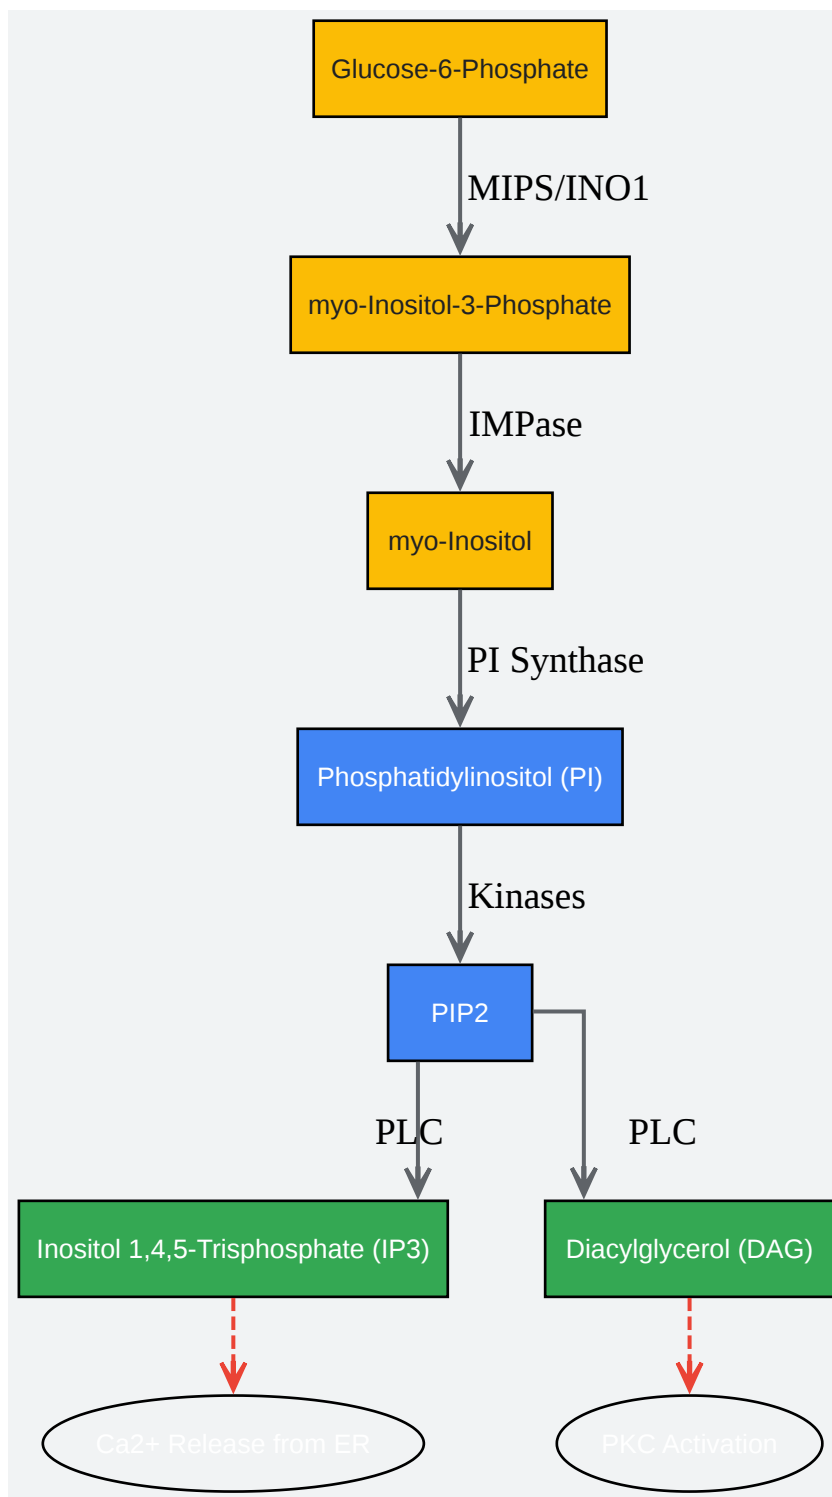 Glucose-6-Phosphate
MIPS/INO1
myo-Inositol-3-Phosphate
IMPase
myo-Inositol
PI Synthase
Phosphatidylinositol (PI)
Kinases
PIP2
PLC
PLC
Inositol 1,4,5-Trisphosphate (IP3)
Diacylglycerol (DAG)
Ca2+ Release from ER
PKC Activation